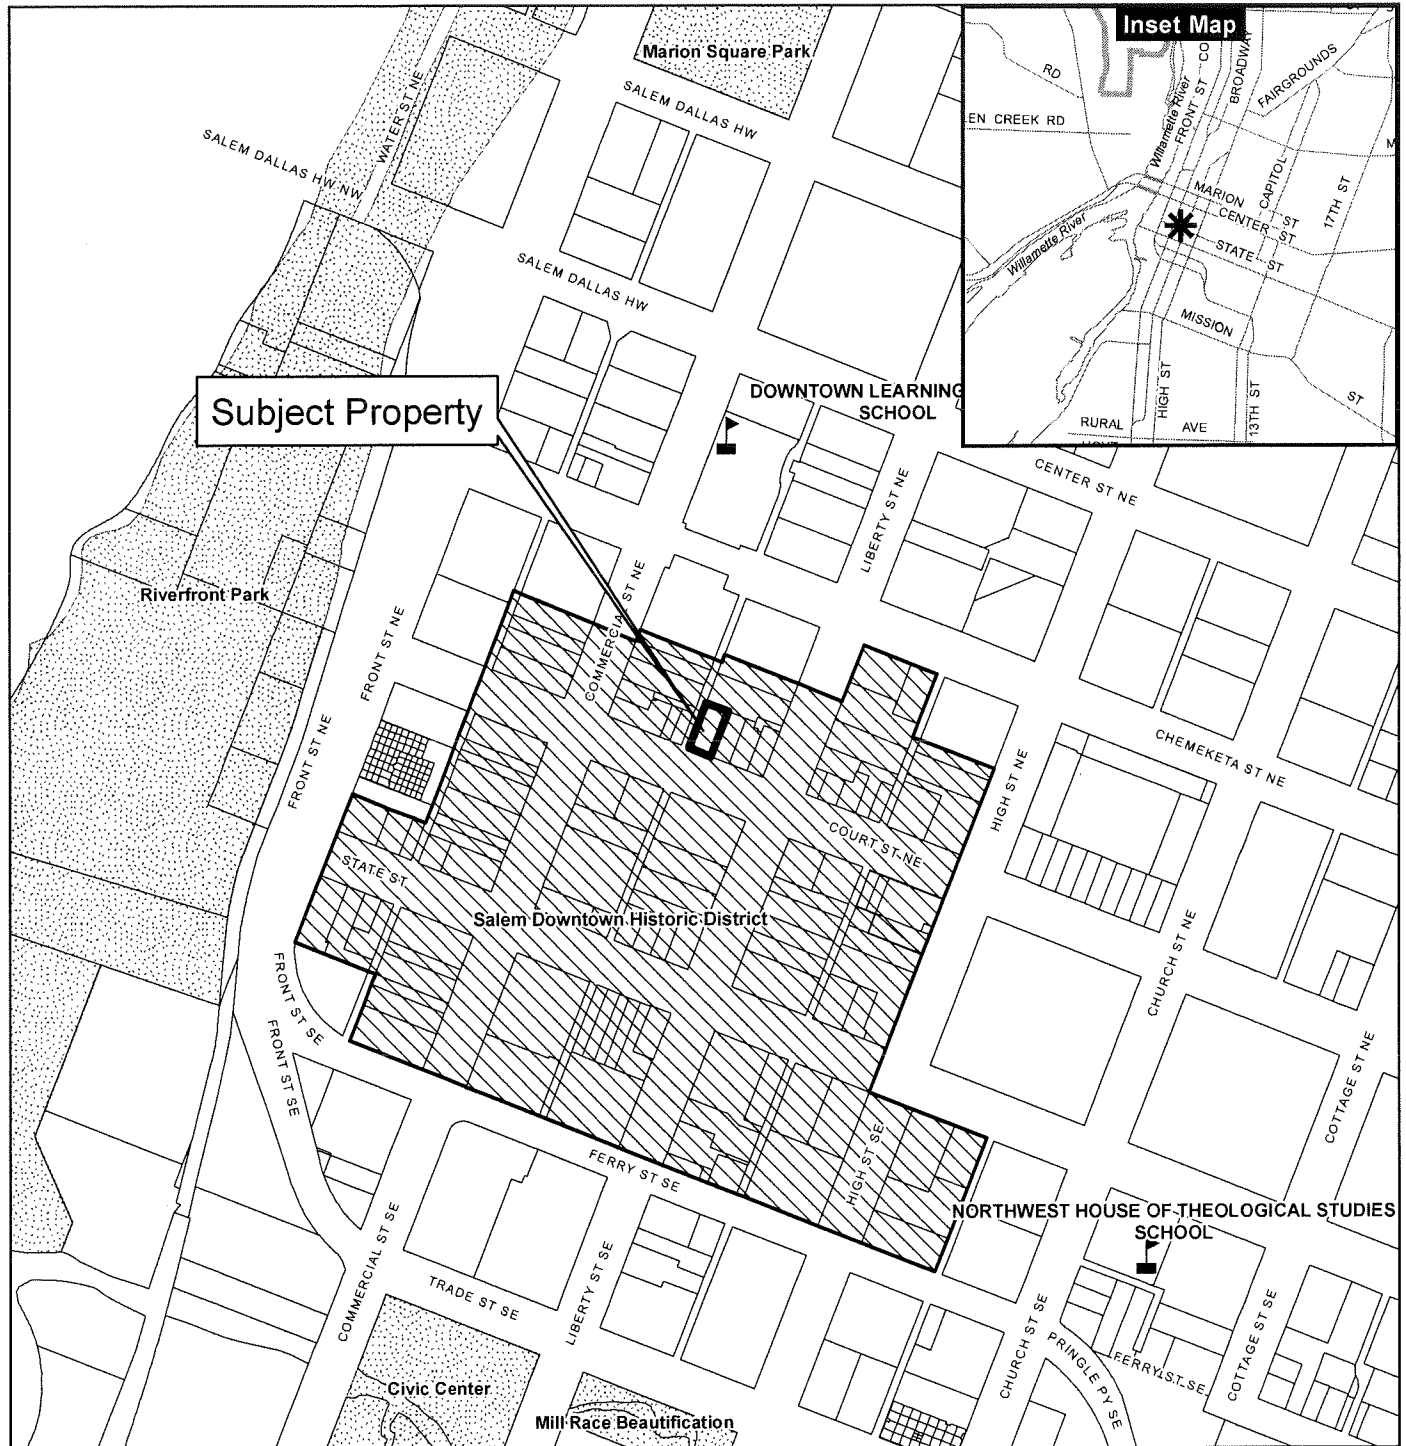 Marion Square Park
SALEM DALLAS HW
WATER ST NE
SALEM DALLAS HW NW
SALEM DALLAS HW
Inset Map
RD
LEN CREEK RD
Willamette River
FRONT ST
CO
BROADWAY
FAIRGROUNDS
MARION ST
CENTER ST
CAPITOL
17TH ST
STATE ST
Willamette River
MISSION
ST
HIGH ST
13TH ST
RURAL AVE
Subject Property
DOWNTOWN LEARNING
SCHOOL
CENTER ST NE
LIBERTY ST NE
Riverfront Park
COMMERCIAL ST NE
FRONT ST NE
FRONT ST NE
HIGH ST NE
CHEMEKETA ST NE
COURT ST NE
STATE ST
Salem Downtown Historic District
CHURCH ST NE
COTTAGE ST NE
FRONT ST SE
FRONT ST SE
FERRY ST SE
HIGH ST SE
NORTHWEST HOUSE OF THEOLOGICAL STUDIES
SCHOOL
COMMERCIAL ST SE
TRADE ST SE
LIBERTY ST SE
CHURCH ST SE
PRINGLE PY SE
FERRY ST SE
COTTAGE ST SE
Civic Center
Mill Race Beautification